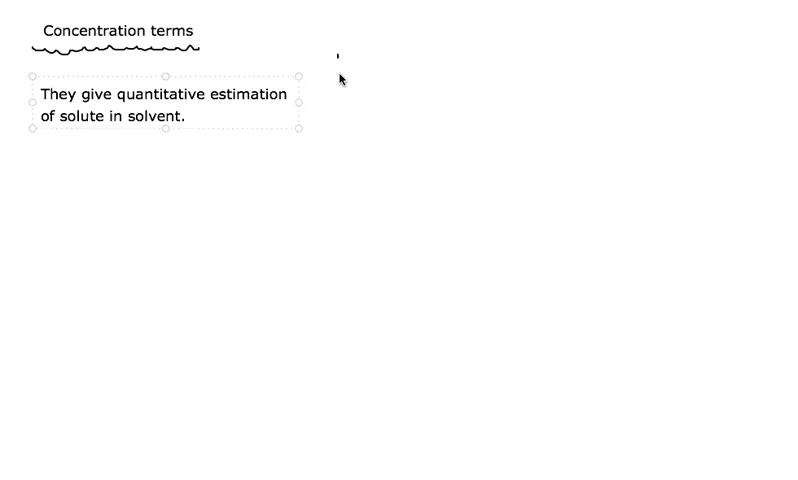 Concentration terms
They give quantitative estimation
of solute in solvent.